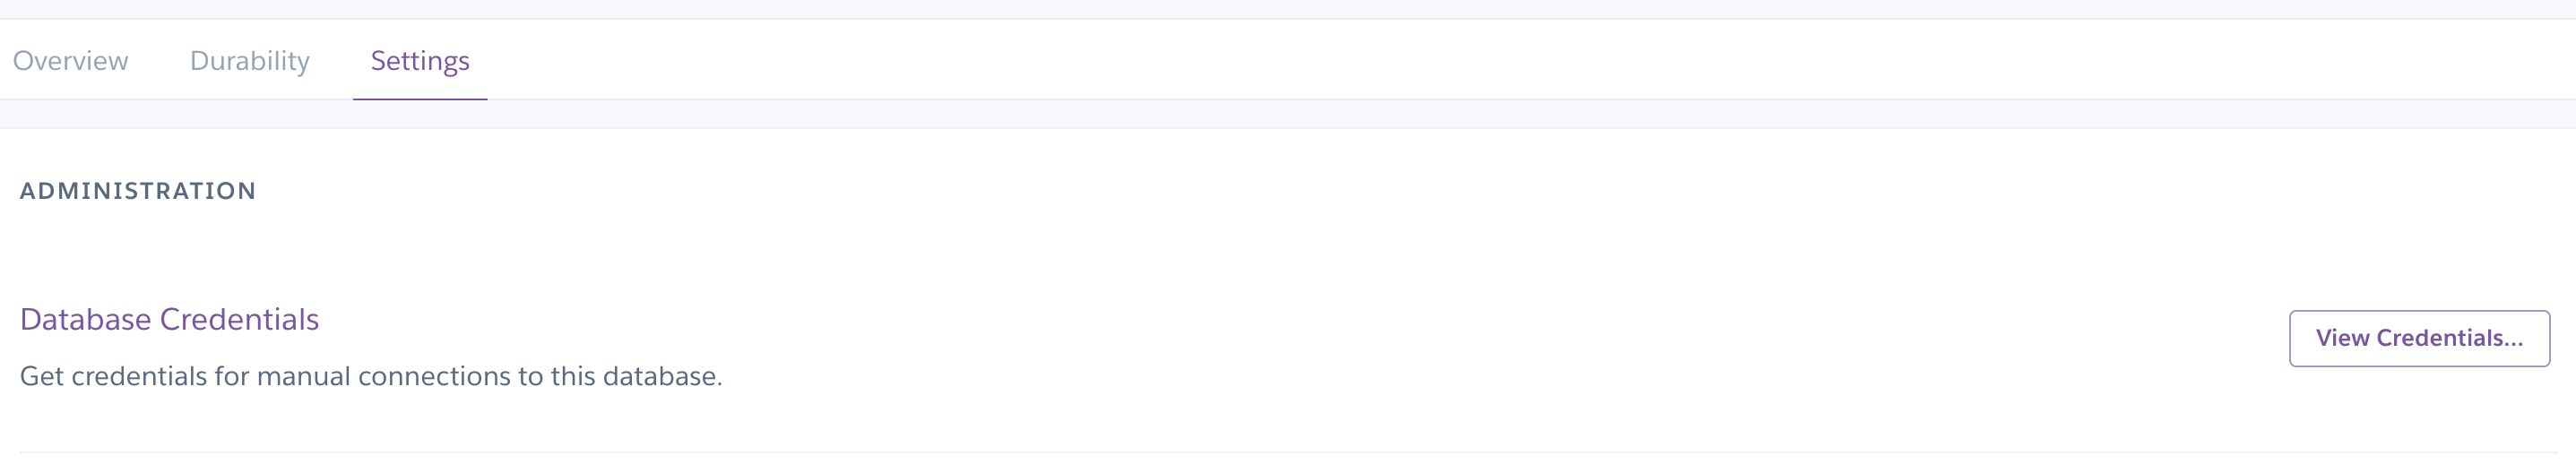 Overview Durability Settings
ADMINISTRATION
Database Credentials
View Credentials...
Get credentials for manual connections to this database.